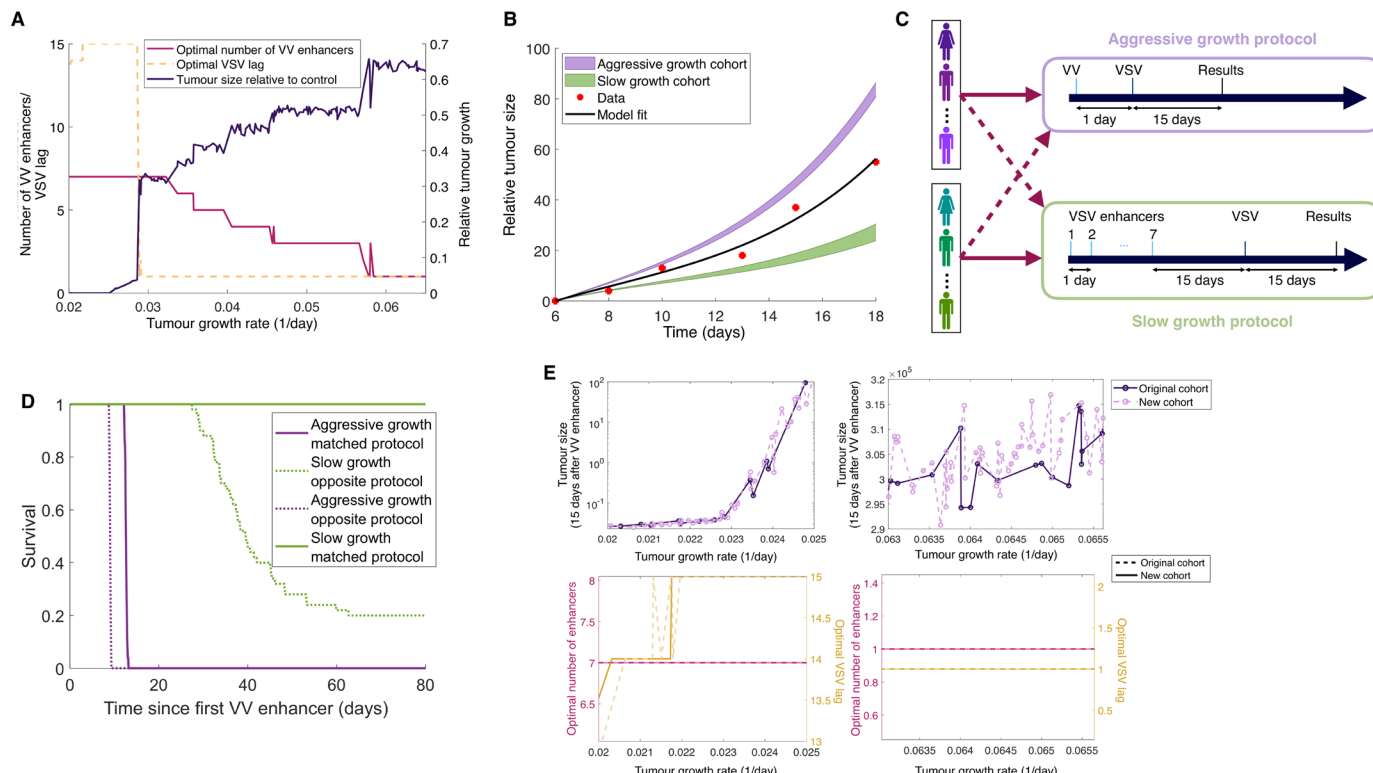 A
Optimal number of VV enhancers
Optimal VSV lag
Tumour size relative to control
Number of VV enhancers/
VSV lag
15
10
5
0
0.7
0.6
0.5
0.4
0.3
0.2
0.1
0
Relative tumour growth
0.02
0.03
0.04
0.05
0.06
Tumour growth rate (1/day)
B
Aggressive growth cohort
Slow growth cohort
Data
Model fit
Relative tumour size
100
80
60
40
20
0
6
8
10
12
14
16
18
Time (days)
C
Aggressive growth protocol
VV
VSV
Results
1 day
15 days
VSV enhancers
VSV
Results
1
2
...
7
1 day
15 days
15 days
Slow growth protocol
D
Aggressive growth
matched protocol
Slow growth
opposite protocol
Aggressive growth
opposite protocol
Slow growth
matched protocol
Survival
1
0.8
0.6
0.4
0.2
0
0
20
40
60
80
Time since first VV enhancer (days)
E
Tumour size
(15 days after VV enhancer)
10²
10¹
10⁰
10⁻¹
0.02
0.021
0.022
0.023
0.024
0.025
Tumour growth rate (1/day)
Tumour size
(15 days after VV enhancer)
× 10⁵
3.2
3.15
3.1
3.05
3
2.95
2.9
0.063
0.0635
0.064
0.0645
0.065
0.0655
Tumour growth rate (1/day)
Original cohort
New cohort
Optimal number of enhancers
8
7.5
7
6.5
6
15
14.5
14
13.5
13
Optimal VSV lag
0.02
0.021
0.022
0.023
0.024
0.025
Tumour growth rate (1/day)
Optimal number of enhancers
1.4
1.2
1
0.8
0.6
2
1.5
1
0.5
Optimal VSV lag
0.0635
0.064
0.0645
0.065
0.0655
Tumour growth rate (1/day)
Original cohort
New cohort